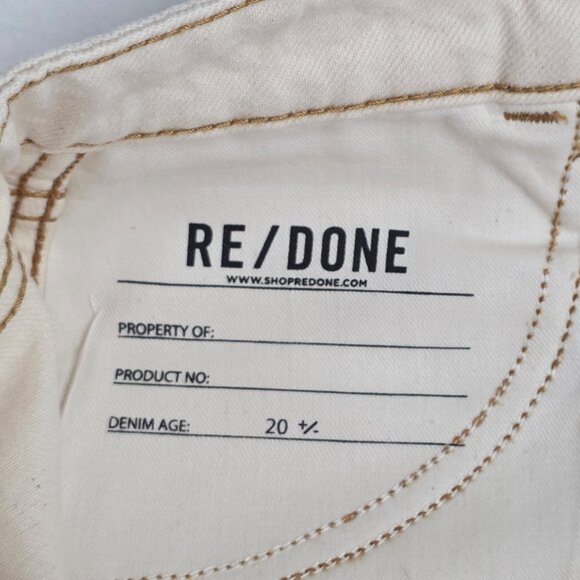 RE/DONE
WWW.SHOPREDONE.COM
PROPERTY OF:
PRODUCT NO:
DENIM AGE: 20 +/-